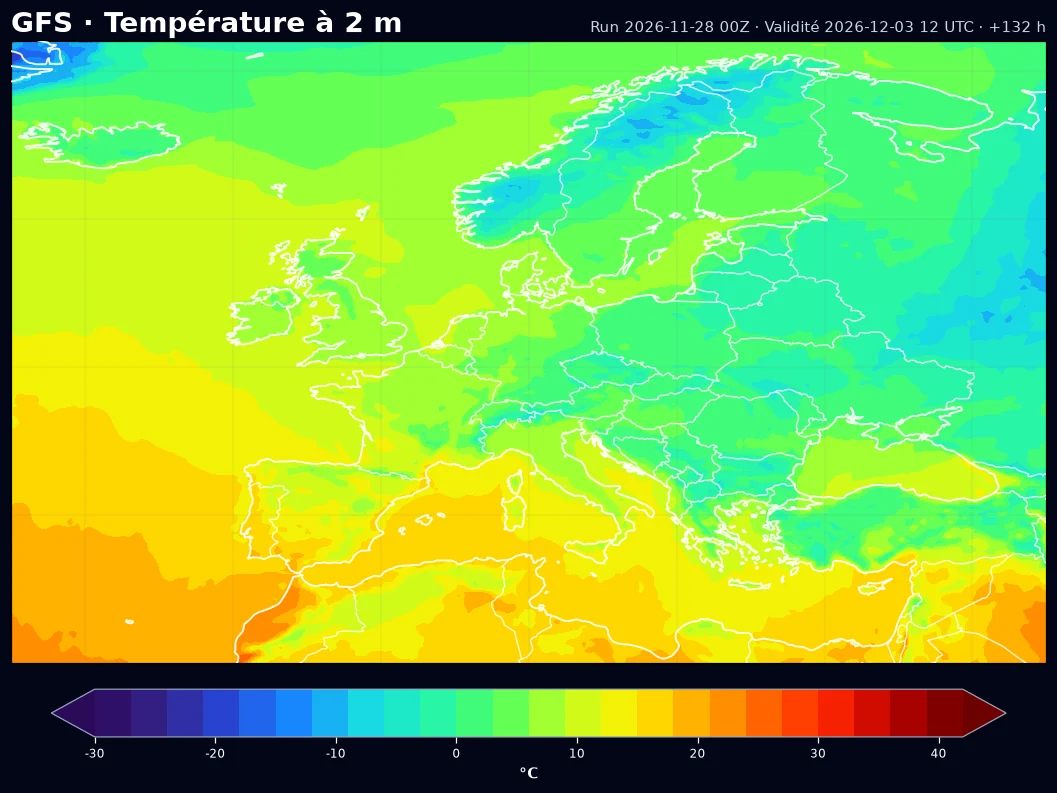 GFS · Température à 2 m
Run 2026-11-28 00Z · Validité 2026-12-03 12 UTC · +132 h
-30 -20 -10 0 10 20 30 40
°C